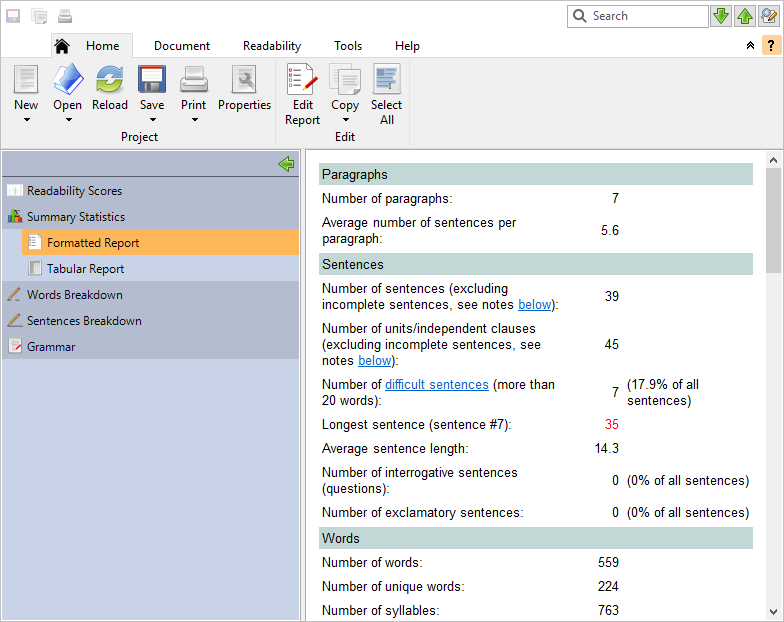 Search
Home
Document
Readability
Tools
Help
?
New
Open
Reload
Save
Print
Properties
Edit
Report
Copy
Select
All
Project
Edit
Readability Scores
Summary Statistics
Formatted Report
Tabular Report
Words Breakdown
Sentences Breakdown
Grammar
Paragraphs
Number of paragraphs: 7
Average number of sentences per
paragraph: 5.6
Sentences
Number of sentences (excluding
incomplete sentences, see notes below): 39
Number of units/independent clauses
(excluding incomplete sentences, see 45
notes below):
Number of difficult sentences (more than
20 words): 7 (17.9% of all
sentences)
Longest sentence (sentence #7): 35
Average sentence length: 14.3
Number of interrogative sentences
(questions): 0 (0% of all sentences)
Number of exclamatory sentences: 0 (0% of all sentences)
Words
Number of words: 559
Number of unique words: 224
Number of syllables: 763